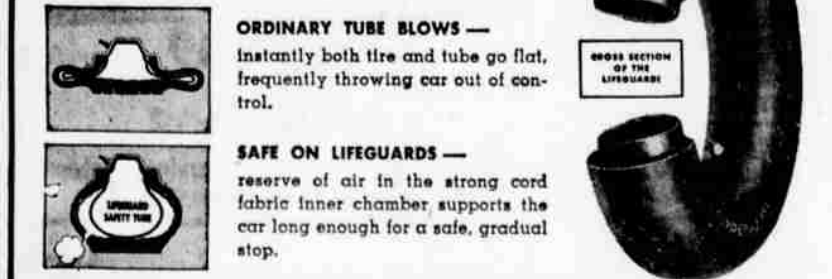 ORDINARY TUBE BLOWS —
instantly both tire and tube go flat,
frequently throwing car out of con-
trol.
SAFE ON LIFEGUARDS —
reserve of air in the strong cord
fabric inner chamber supports the
car long enough for a safe, gradual
stop.
LIFEGUARD
SAFETY TUBE
CROSS SECTION
OF THE
LIFEGUARDS